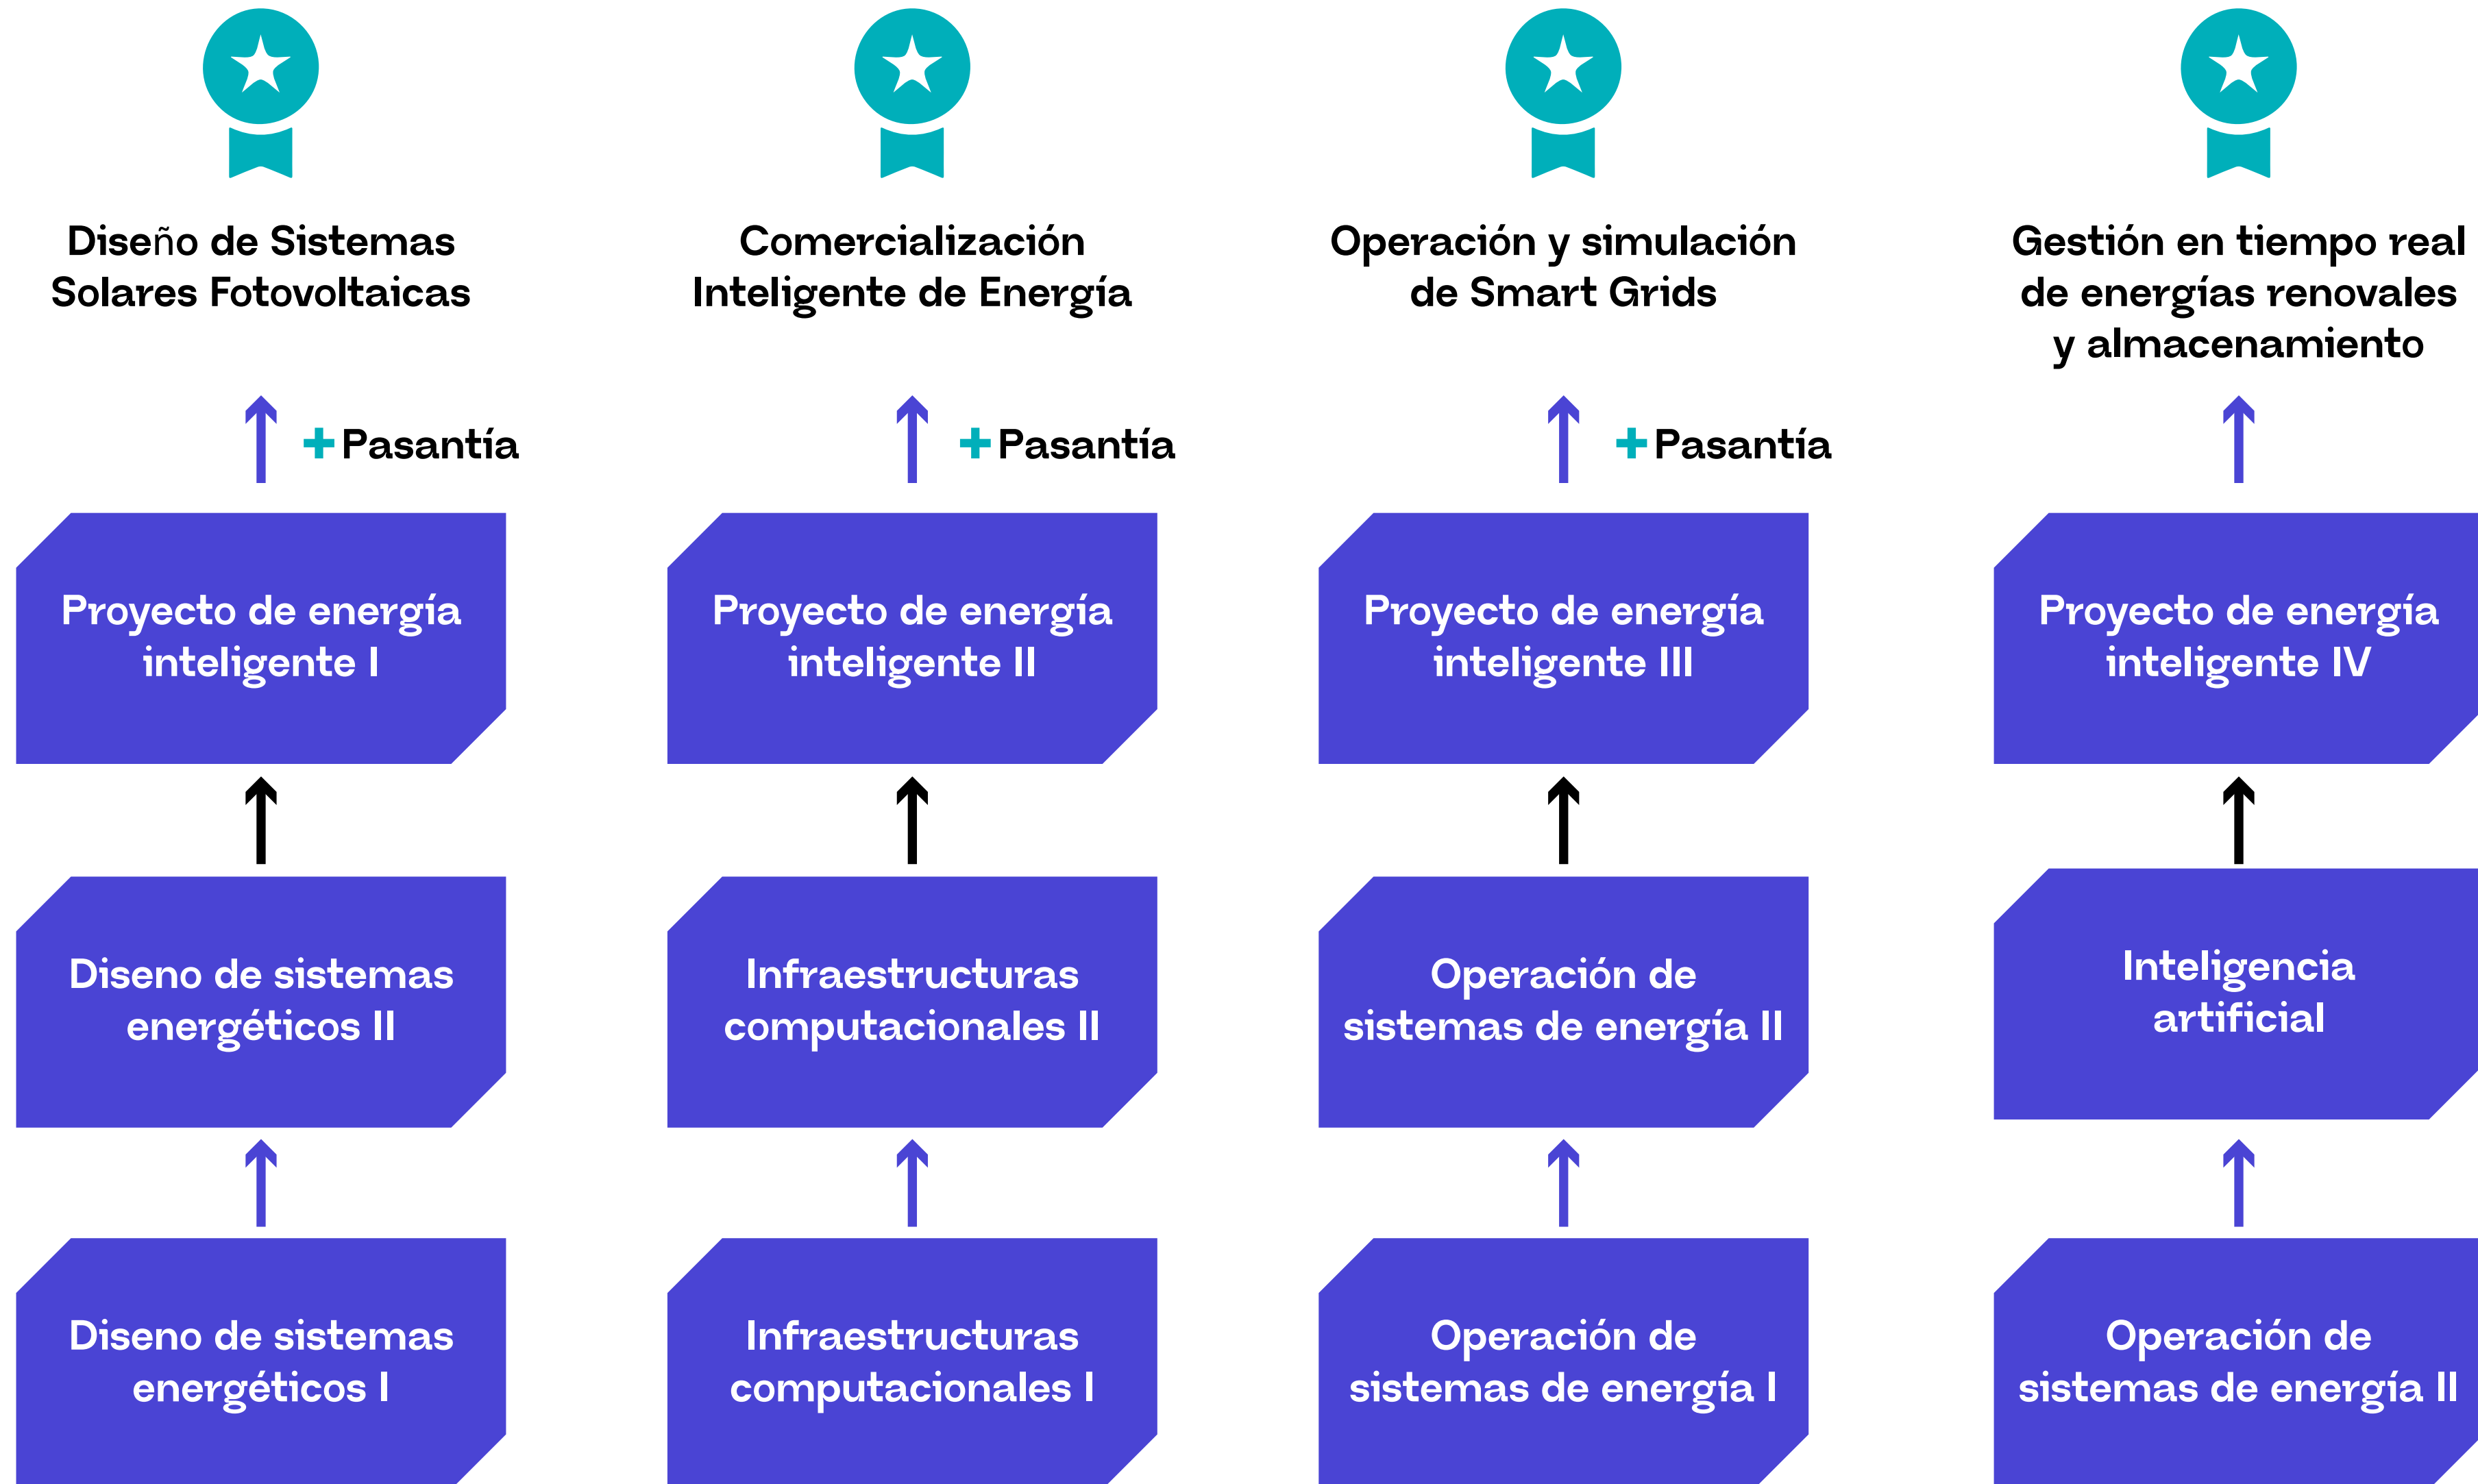 Diseño de Sistemas
Solares Fotovoltaicas
Comercialización
Inteligente de Energía
Operación y simulación
de Smart Grids
Gestión en tiempo real
de energías renovales
y almacenamiento
+ Pasantía
+ Pasantía
+ Pasantía
Proyecto de energía
inteligente I
Proyecto de energía
inteligente II
Proyecto de energía
inteligente III
Proyecto de energía
inteligente IV
Diseno de sistemas
energéticos II
Infraestructuras
computacionales II
Operación de
sistemas de energía II
Inteligencia
artificial
Diseno de sistemas
energéticos I
Infraestructuras
computacionales I
Operación de
sistemas de energía I
Operación de
sistemas de energía II